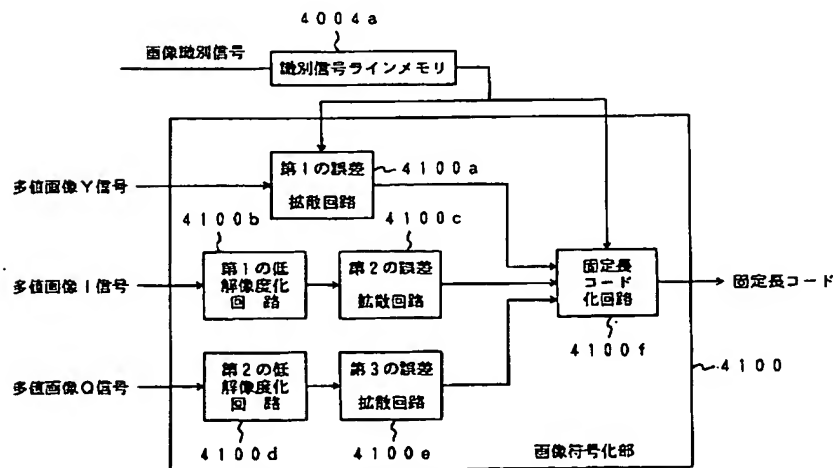 4004a
画像識別信号
識別信号ラインメモリ
多値画像Y信号
第1の誤差
拡散回路
4100a
4100b
4100c
多値画像I信号
第1の低
解像度化
回 路
第2の誤差
拡散回路
固定長
コード
化回路
固定長コード
4100f
4100
多値画像Q信号
第2の低
解像度化
回 路
第3の誤差
拡散回路
4100d
4100e
画像符号化部